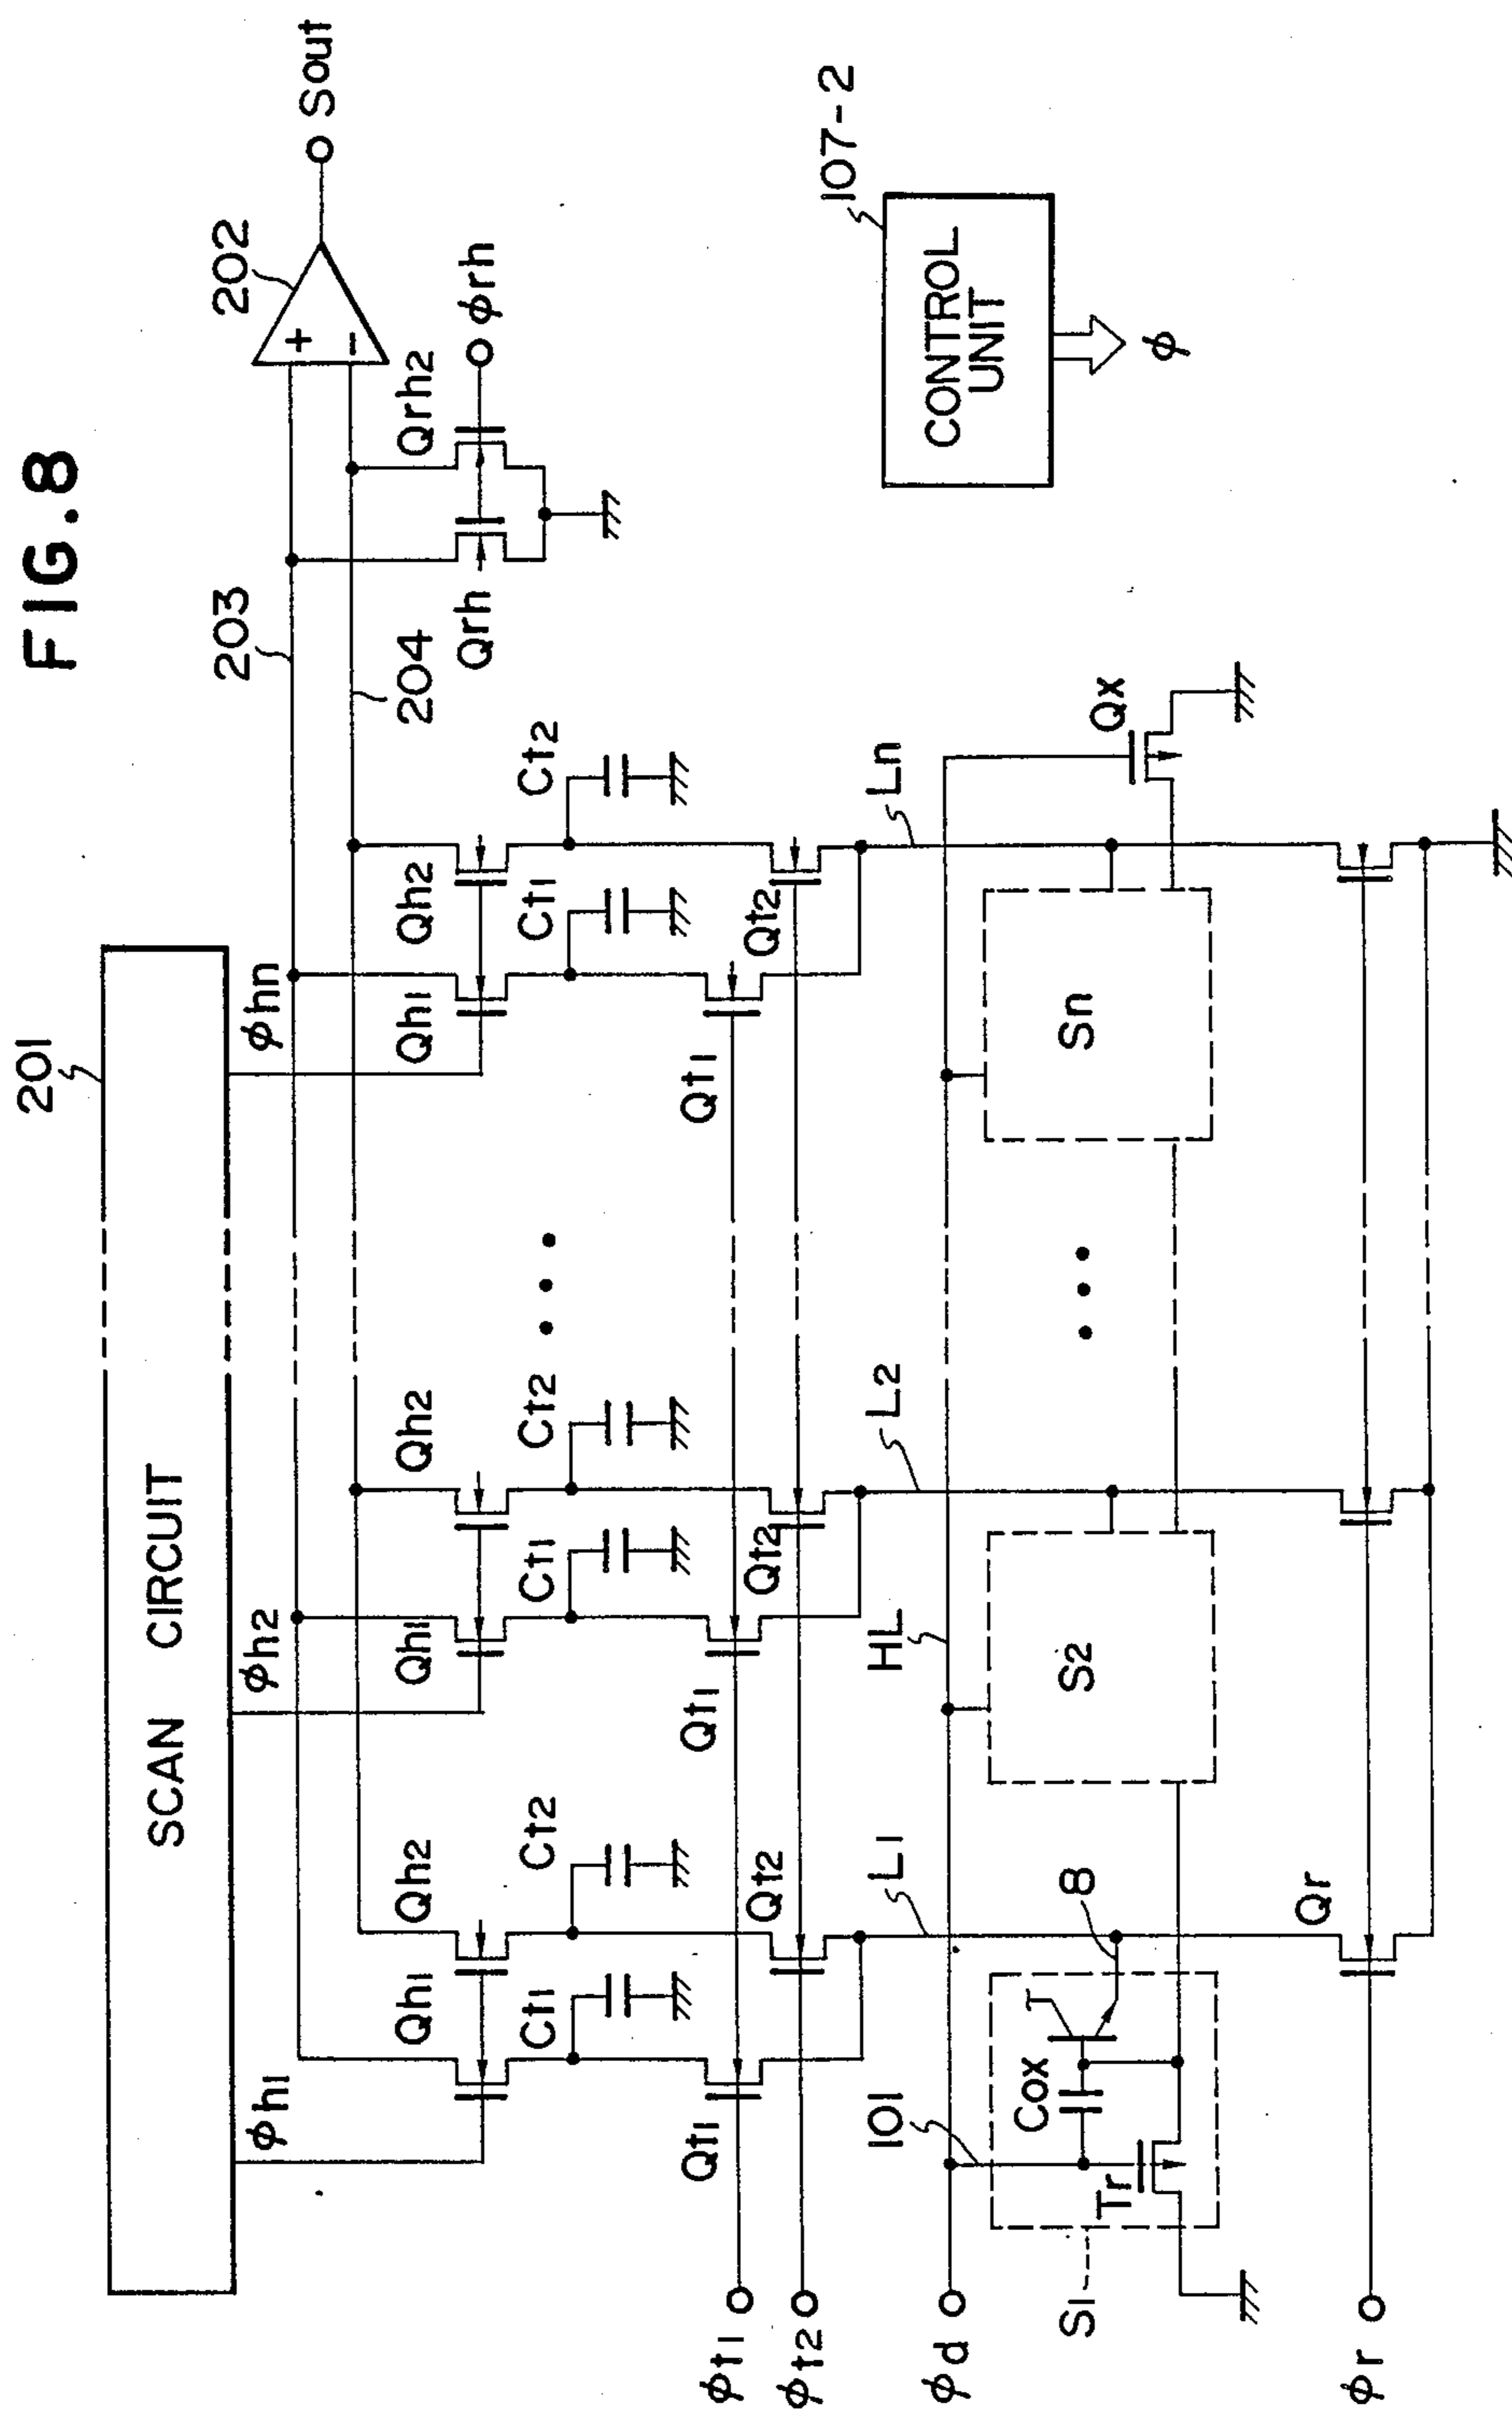 FIG.8
201
SCAN CIRCUIT
202
Sout
203
204
φh1
φh2
φhn
Qh1
Qh2
Qh1
Qh2
Qh1
Qh2
Qrh
Qrh2
φrh
Ct1
Ct2
Ct1
Ct2
Ct1
Ct2
+
-
Qt1
Qt2
Qt1
Qt2
Qt1
Qt2
φt1
φt2
107-2
CONTROL
UNIT
φ
101
L1
HL
L2
Ln
φd
Cox
8
Tr
S1
S2
Sn
Qx
Qr
φr